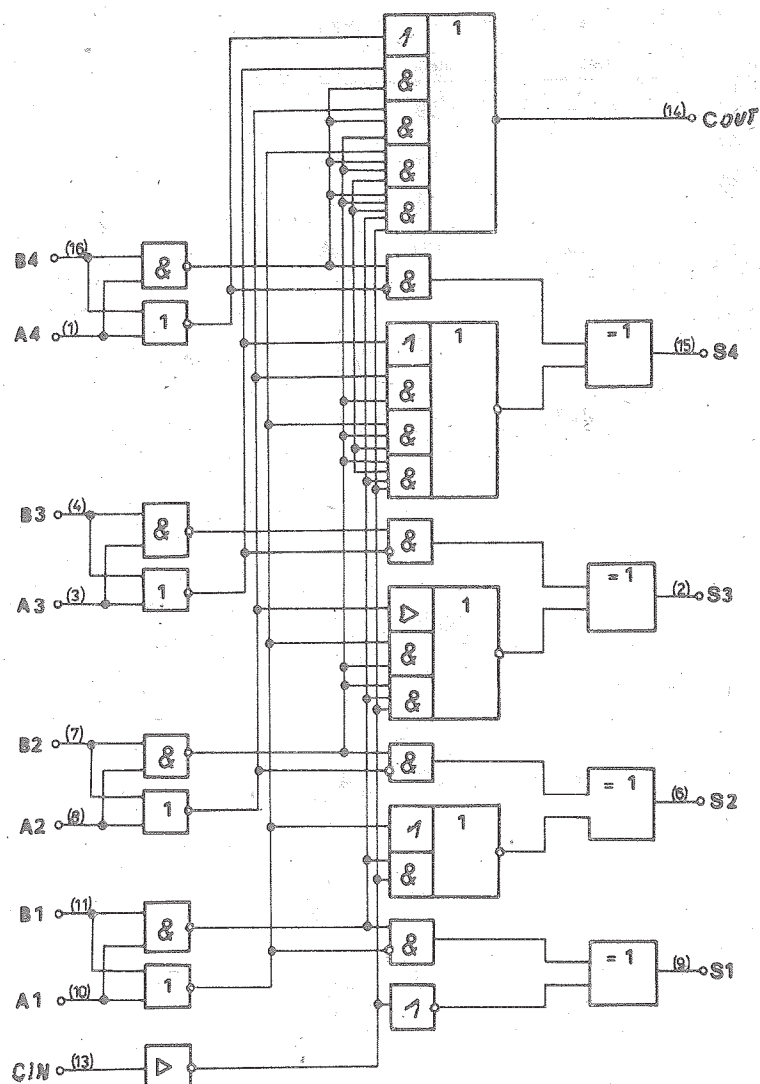 1 1
&
&
(14) COUT
&
&
B4 (16)
&
&
1
A4 (1)
1 1
=1
(15) S4
&
&
&
B3 (4)
&
&
=1
A3 (3)
1
(2) S3
▷ 1
&
&
B2 (7)
&
&
=1
A2 (8)
1
(6) S2
1 1
&
B1 (11)
&
&
=1
A1 (10)
1
(9) S1
1
CIN (13)
▷